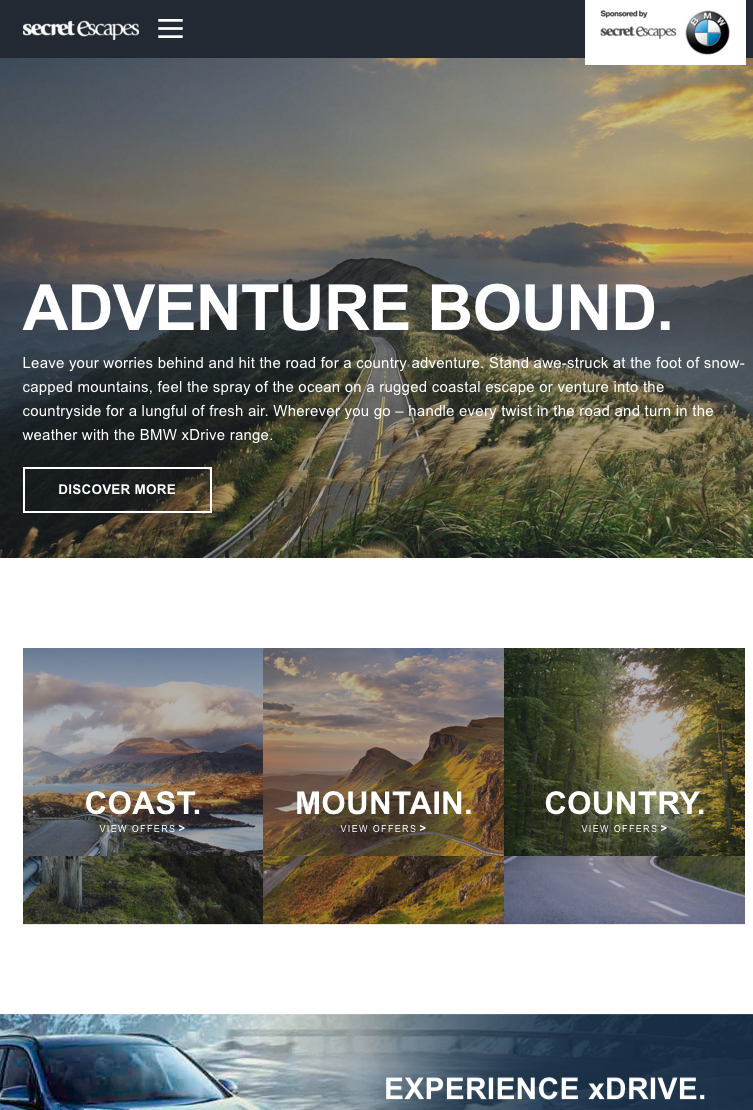 secret escapes
Sponsored by
secret escapes
BMW
ADVENTURE BOUND.
Leave your worries behind and hit the road for a country adventure. Stand awe-struck at the foot of snow-
capped mountains, feel the spray of the ocean on a rugged coastal escape or venture into the
countryside for a lungful of fresh air. Wherever you go – handle every twist in the road and turn in the
weather with the BMW xDrive range.
DISCOVER MORE
COAST.
VIEW OFFERS >
MOUNTAIN.
VIEW OFFERS >
COUNTRY.
VIEW OFFERS >
EXPERIENCE xDRIVE.